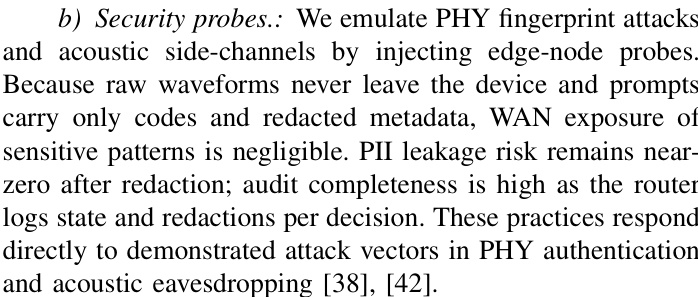 b) Security probes.: We emulate PHY fingerprint attacks
and acoustic side-channels by injecting edge-node probes.
Because raw waveforms never leave the device and prompts
carry only codes and redacted metadata, WAN exposure of
sensitive patterns is negligible. PII leakage risk remains near-
zero after redaction; audit completeness is high as the router
logs state and redactions per decision. These practices respond
directly to demonstrated attack vectors in PHY authentication
and acoustic eavesdropping [38], [42].